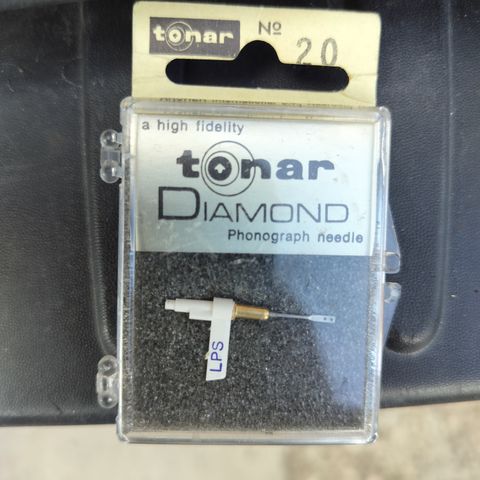 tonar
No 20
a high fidelity
tonar
DIAMOND
Phonograph needle
LPS